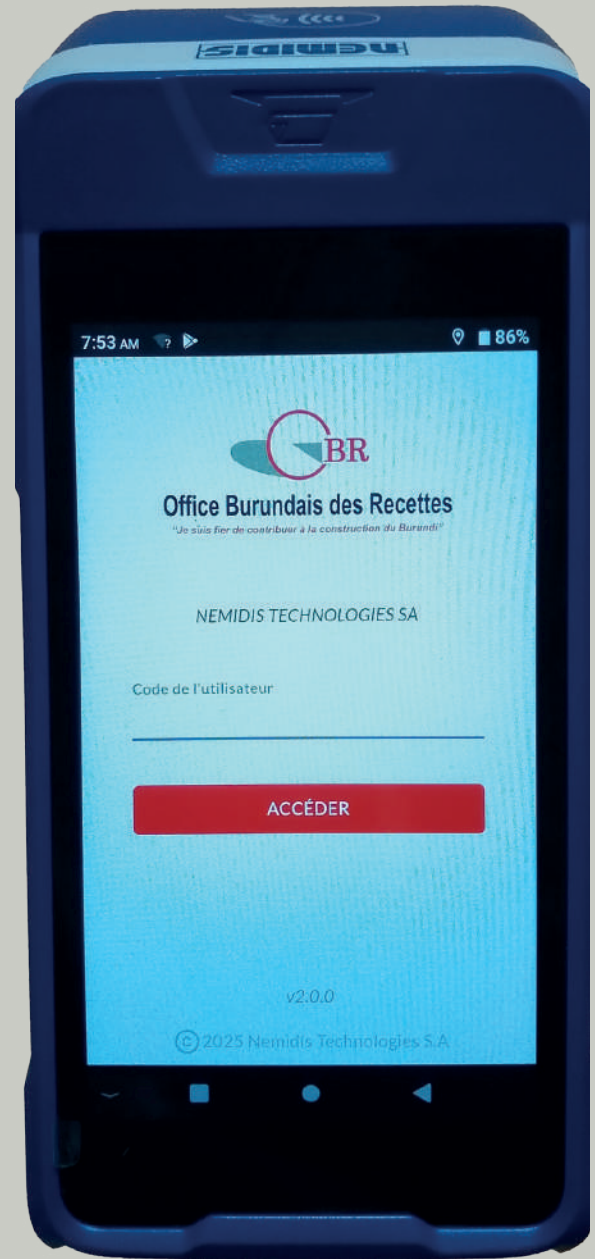 nemidis
7:53 AM ? 86%
BR
Office Burundais des Recettes
"Je suis fier de contribuer à la construction du Burundi"
NEMIDIS TECHNOLOGIES SA
Code de l'utilisateur
ACCÉDER
v2.0.0
©2025 Nemidis Technologies S.A